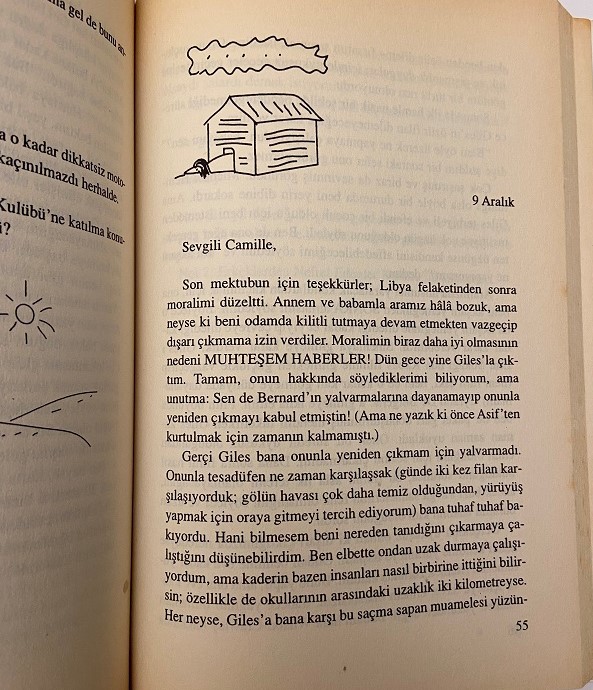 gel de bunu an-
a o kadar dikkatsiz moto-
kaçınılmazdı herhalde.
Kulübü'ne katılma konu-
i?
9 Aralık
Sevgili Camille,
Son mektubun için teşekkürler; Libya felaketinden sonra
moralimi düzeltti. Annem ve babamla aramız hâlâ bozuk, ama
neyse ki beni odamda kilitli tutmaya devam etmekten vazgeçip
dışarı çıkmama izin verdiler. Moralimin biraz daha iyi olmasının
nedeni MUHTEŞEM HABERLER! Dün gece yine Giles'la çık-
tım. Tamam, onun hakkında söylediklerimi biliyorum, ama
unutma: Sen de Bernard'ın yalvarmalarına dayanamayıp onunla
yeniden çıkmayı kabul etmiştin! (Ama ne yazık ki önce Asif'ten
kurtulmak için zamanın kalmamıştı.)
Gerçi Giles bana onunla yeniden çıkmam için yalvarmadı.
Onunla tesadüfen ne zaman karşılaşsak (günde iki kez filan kar-
şılaşıyorduk; gölün havası çok daha temiz olduğundan, yürüyüş
yapmak için oraya gitmeyi tercih ediyorum) bana tuhaf tuhaf ba-
kıyordu. Hani bilmesem beni nereden tanıdığını çıkarmaya ça-
lıştığını düşünebilirdim. Ben elbette ondan uzak durmaya çalışı-
yordum, ama kaderin bazen insanları nasıl birbirine ittiğini bilir-
sin; özellikle de okullarının arasındaki uzaklık iki kilometreyse.
Her neyse, Giles'a bana karşı bu saçma sapan muamelesi yüzün-
55